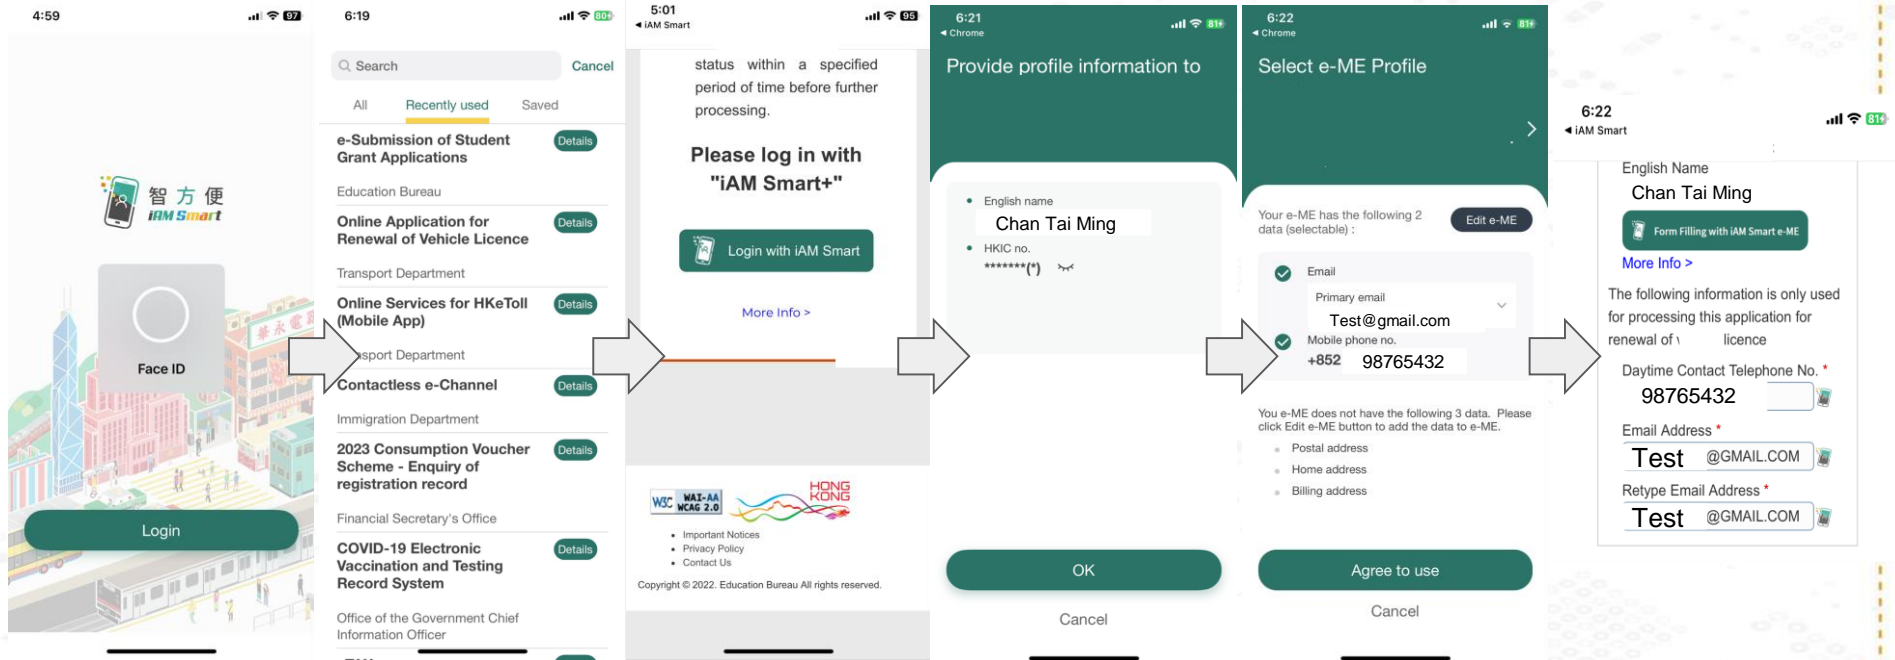 4:59
97
智方便
iAM Smart
Face ID
Login
6:19
80
Search
Cancel
All
Recently used
Saved
e-Submission of Student
Grant Applications
Details
Education Bureau
Online Application for
Renewal of Vehicle Licence
Details
Transport Department
Online Services for HKeToll
(Mobile App)
Details
sport Department
Contactless e-Channel
Details
Immigration Department
2023 Consumption Voucher
Scheme - Enquiry of
registration record
Details
Financial Secretary's Office
COVID-19 Electronic
Vaccination and Testing
Record System
Details
Office of the Government Chief
Information Officer
5:01
95
◄ iAM Smart
status within a specified
period of time before further
processing.
Please log in with
"iAM Smart+"
Login with iAM Smart
More Info >
W3C WAI-AA
WCAG 2.0
HONG
KONG
• Important Notices
• Privacy Policy
• Contact Us
Copyright © 2022. Education Bureau All rights reserved.
6:21
81
◄ Chrome
Provide profile information to
• English name
Chan Tai Ming
• HKIC no.
*******(*)
OK
Cancel
6:22
81
◄ Chrome
Select e-ME Profile
Your e-ME has the following 2
data (selectable) :
Edit e-ME
Email
Primary email
Test@gmail.com
Mobile phone no.
+852 98765432
You e-ME does not have the following 3 data. Please
click Edit e-ME button to add the data to e-ME.
Postal address
Home address
Billing address
Agree to use
Cancel
6:22
81
◄ iAM Smart
English Name
Chan Tai Ming
Form Filling with iAM Smart e-ME
More Info >
The following information is only used
for processing this application for
renewal of licence
Daytime Contact Telephone No. *
98765432
Email Address *
Test @GMAIL.COM
Retype Email Address *
Test @GMAIL.COM